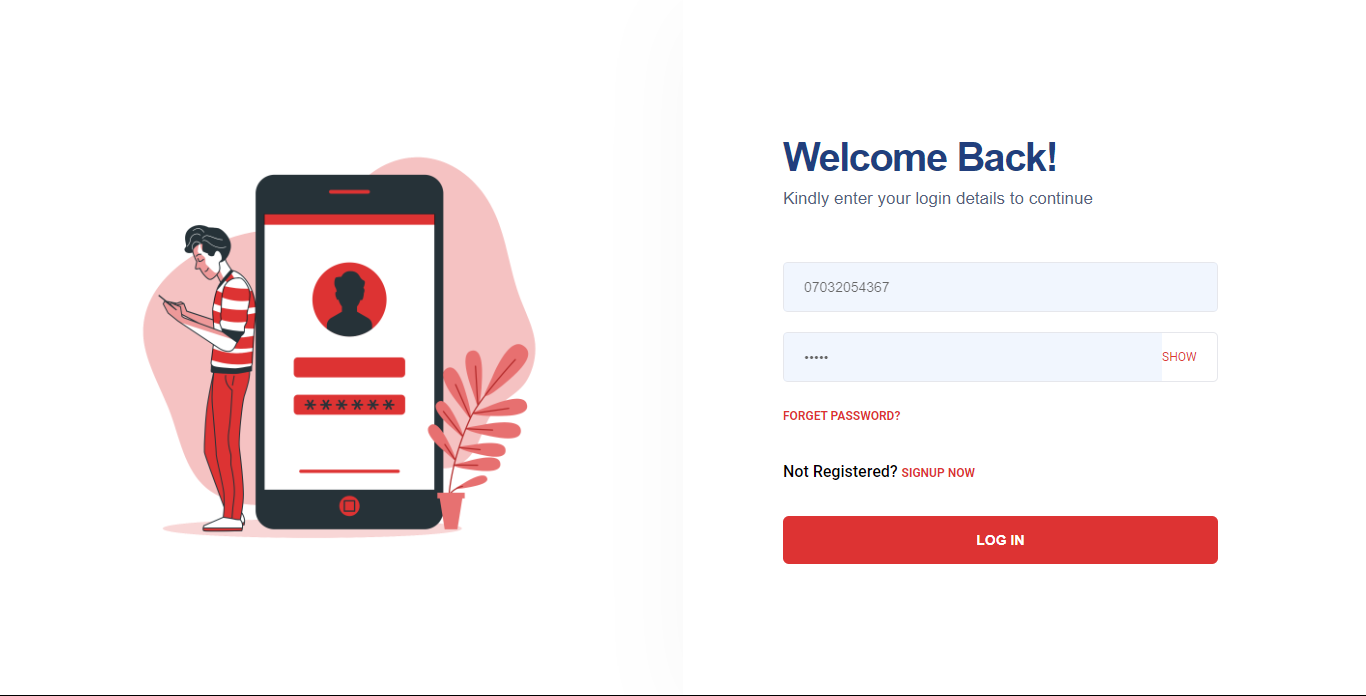 Welcome Back!
Kindly enter your login details to continue
07032054367
•••••
SHOW
FORGET PASSWORD?
Not Registered? SIGNUP NOW
LOG IN
******